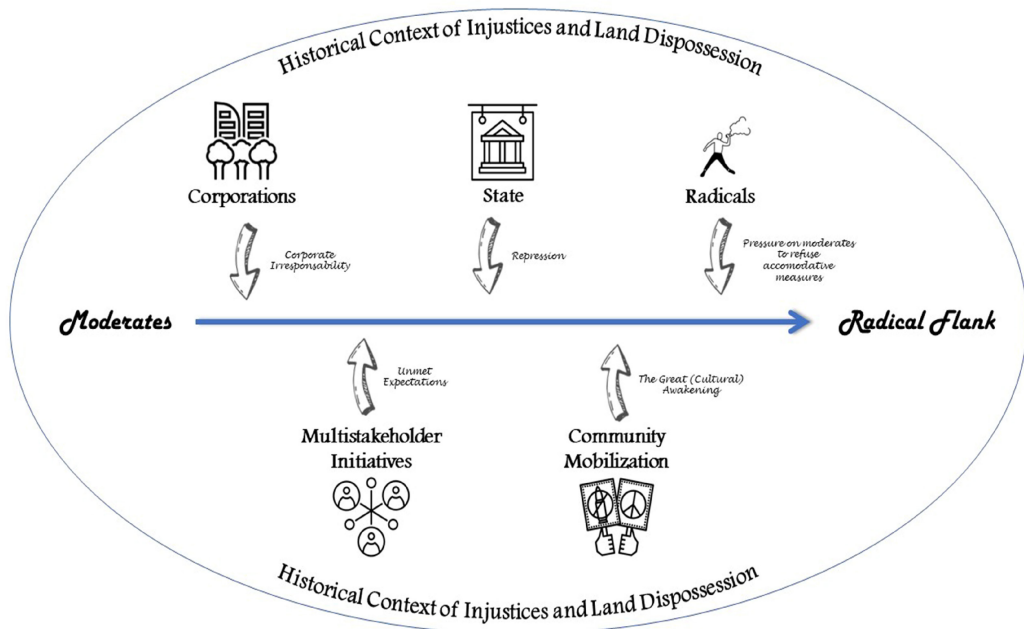 Historical Context of Injustices and Land Dispossession
Corporations
State
Radicals
Corporate
Irresponsability
Repression
Pressure on moderates
to refuse
accomodative
measures
Moderates
Radical Flank
Unmet
Expectations
The Great (Cultural)
Awakening
Multistakeholder
Initiatives
Community
Mobilization
Historical Context of Injustices and Land Dispossession